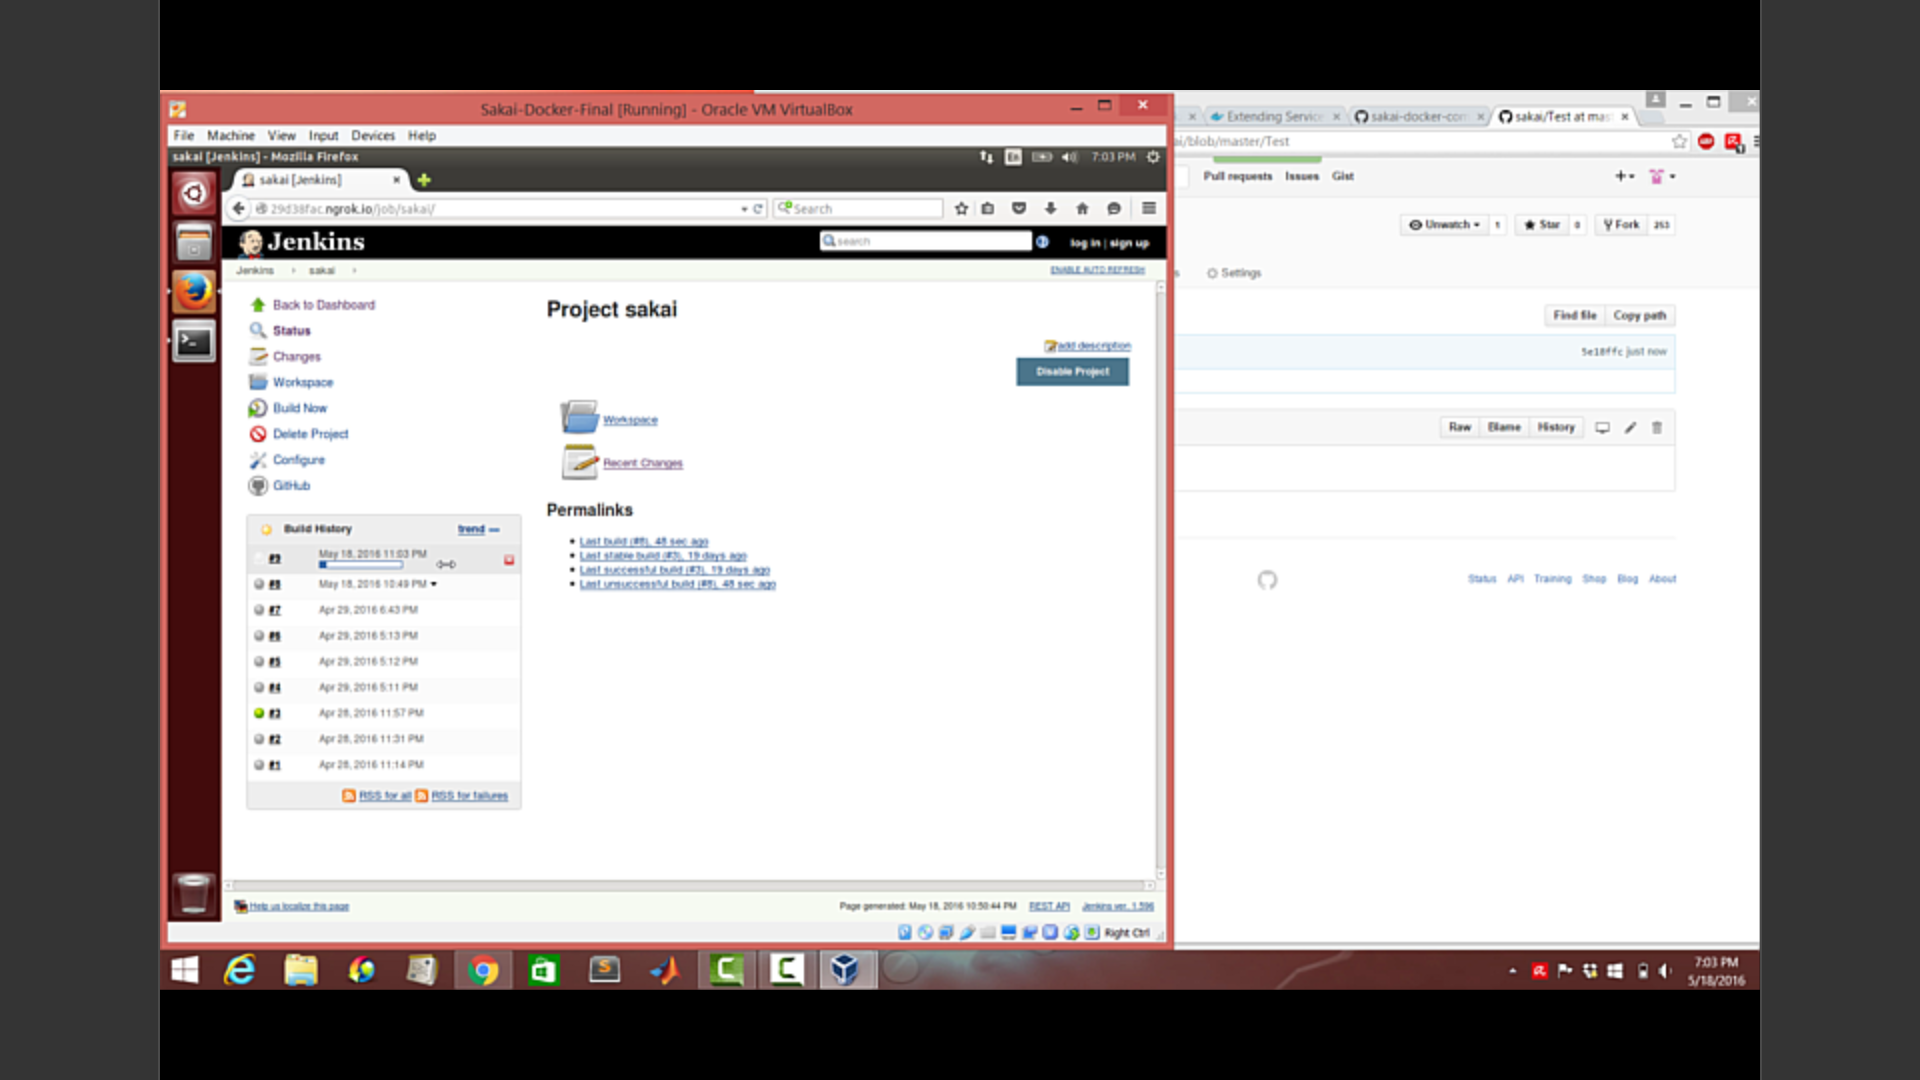 Sakai-Docker-Final [Running] - Oracle VM VirtualBox
File Machine View Input Devices Help
sakai [Jenkins] - Mozilla Firefox
En
7:03 PM
sakai [Jenkins]
29d38fac.ngrok.io/job/sakai/
Search
Jenkins
search
log in | sign up
Jenkins
sakai
ENABLE AUTO REFRESH
Back to Dashboard
Status
Changes
Workspace
Build Now
Delete Project
Configure
GitHub
Project sakai
add description
Disable Project
Workspace
Recent Changes
Permalinks
Last build (#8), 48 sec ago
Last stable build (#3), 19 days ago
Last successful build (#3), 19 days ago
Last unsuccessful build (#8), 48 sec ago
Build History
trend
#9 May 18, 2016 11:03 PM
#8 May 18, 2016 10:49 PM
#7 Apr 29, 2016 6:43 PM
#6 Apr 29, 2016 5:13 PM
#5 Apr 29, 2016 5:12 PM
#4 Apr 29, 2016 5:11 PM
#3 Apr 28, 2016 11:57 PM
#2 Apr 28, 2016 11:31 PM
#1 Apr 28, 2016 11:14 PM
RSS for all RSS for failures
Help us localize this page
Page generated: May 18, 2016 10:50:44 PM REST API Jenkins ver. 1.596
Right Ctrl
Extending Service
sakai-docker-com
sakai/Test at mas
ai/blob/master/Test
Pull requests Issues Gist
Unwatch 1 Star 0 Fork 253
s Settings
Find file Copy path
5e18ffc just now
Raw Blame History
Status API Training Shop Blog About
7:03 PM
5/18/2016